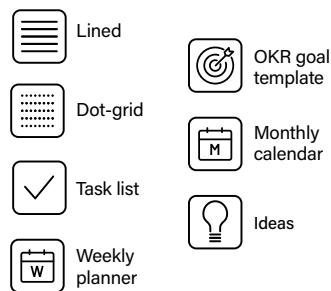 Lined
Dot-grid
Task list
W
Weekly
planner
OKR goal
template
M
Monthly
calendar
Ideas